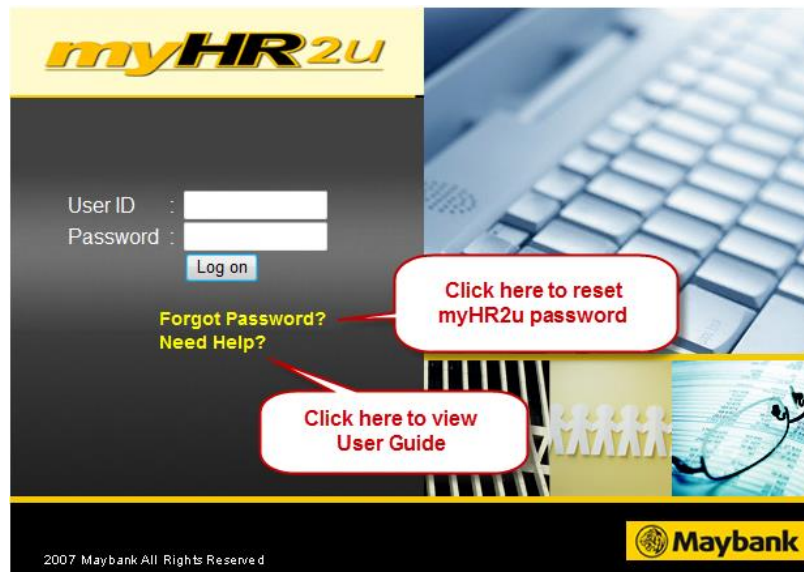 myHR2u
User ID :
Password :
Log on
Forgot Password?
Need Help?
Click here to reset
myHR2u password
Click here to view
User Guide
2007 Maybank All Rights Reserved
Maybank